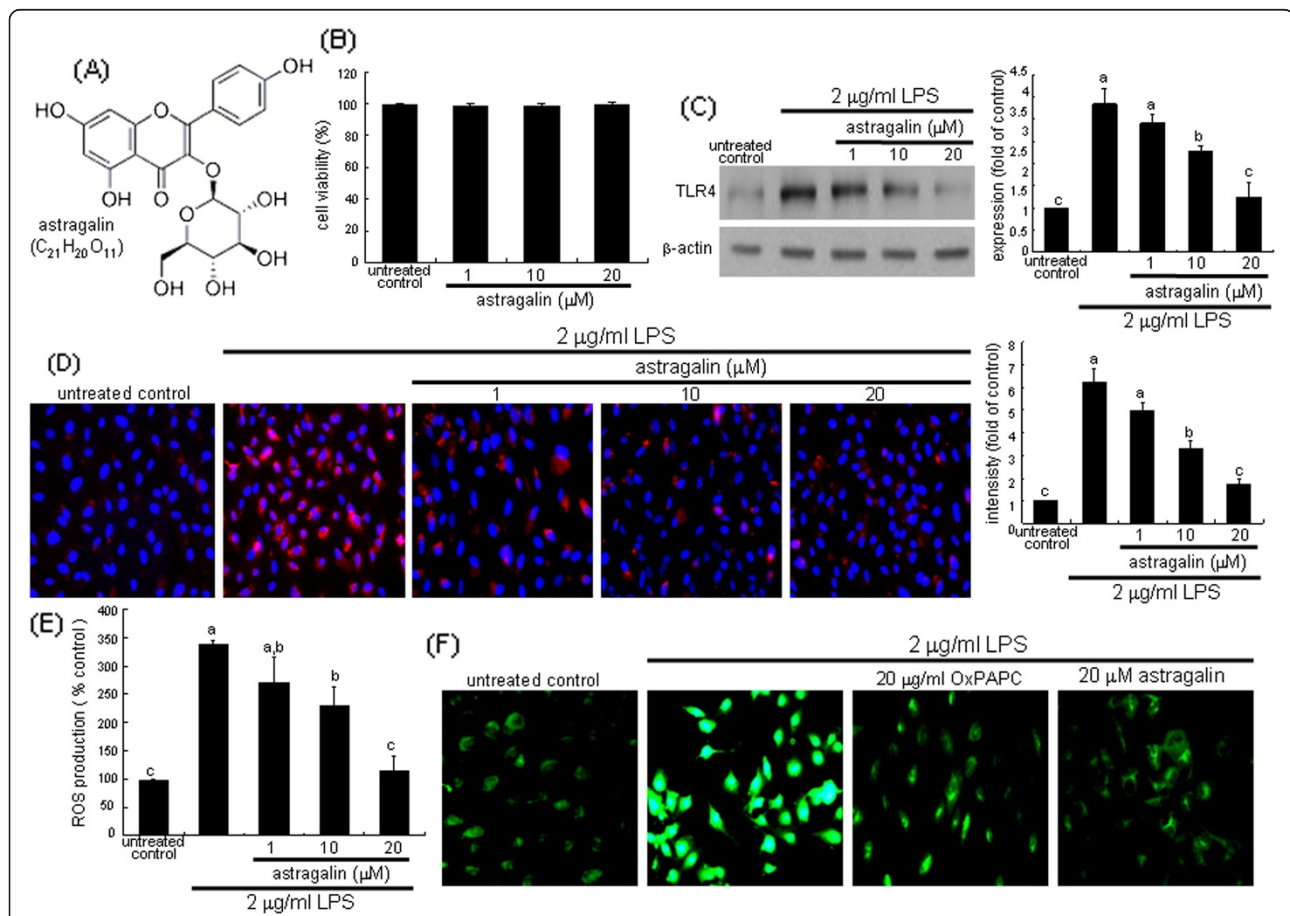 (A)
OH
HO
O
O
OH
O
O
OH
OH
HO
OH
OH
astragalin
(C₂₁H₂₀O₁₁)
(B)
cell viability (%)
120
100
80
60
40
20
0
untreated
control
1
10
20
astragalin (μM)
(C)
2 μg/ml LPS
astragalin (μM)
untreated
control
1
10
20
TLR4
β-actin
expression (fold of control)
4.5
3.5
2.5
1.5
1
0
c
a
a
b
c
untreated
control
1
10
20
astragalin (μM)
2 μg/ml LPS
(D)
2 μg/ml LPS
astragalin (μM)
untreated control
1
10
20
intensisty (fold of control)
8
7
6
5
4
3
2
1
0
c
a
a
b
c
untreated
control
1
10
20
astragalin (μM)
2 μg/ml LPS
(E)
ROS production ( % control)
400
350
300
250
200
150
100
50
0
c
a
a,b
b
c
untreated
control
1
10
20
astragalin (μM)
2 μg/ml LPS
(F)
2 μg/ml LPS
untreated control
20 μg/ml OxPAPC
20 μM astragalin